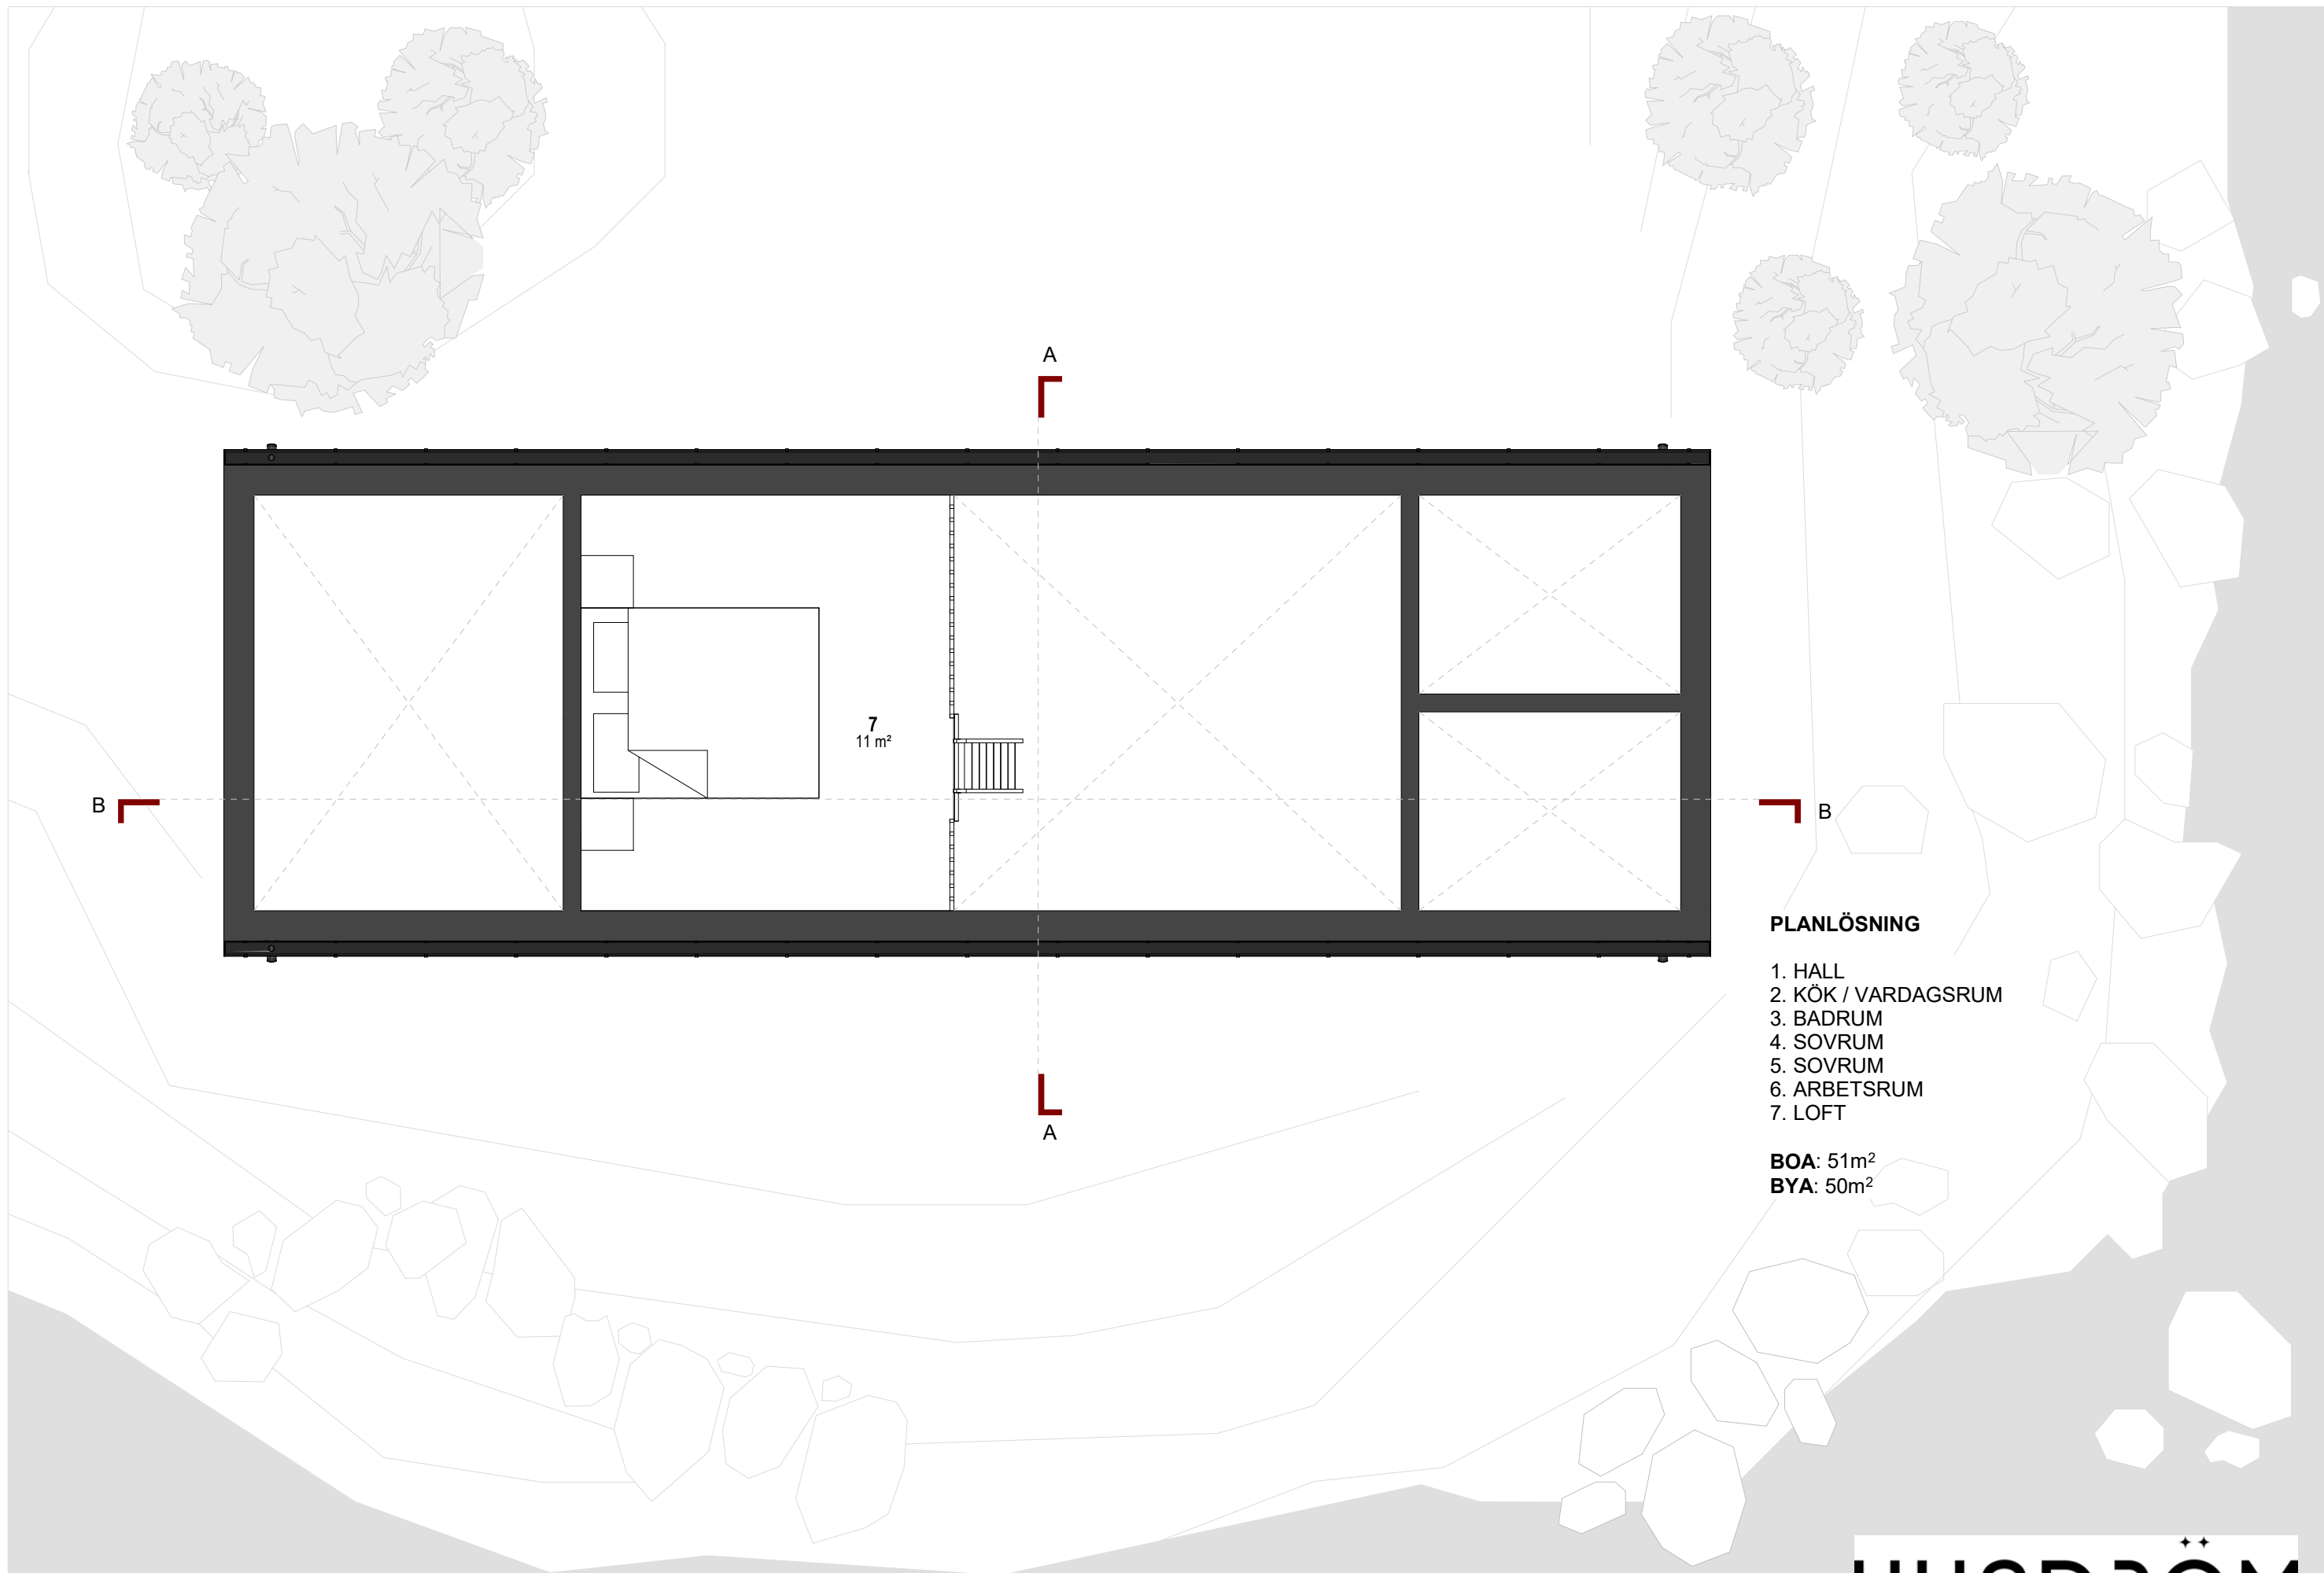 A
7
11 m²
B
B
PLANLÖSNING
1. HALL
2. KÖK / VARDAGSRUM
3. BADRUM
4. SOVRUM
5. SOVRUM
6. ARBETSRUM
7. LOFT
BOA: 51m²
BYA: 50m²
A
HUSDRÖM